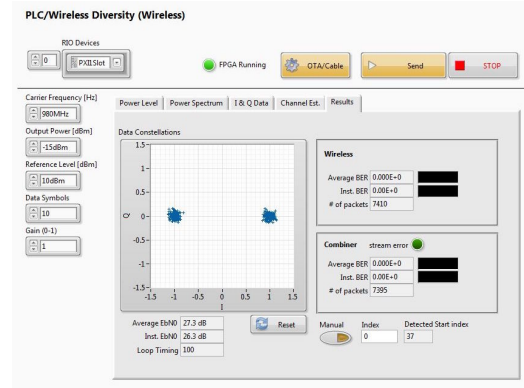 PLC/Wireless Diversity (Wireless)
RIO Devices
0
PXI1Slot
FPGA Running
OTA/Cable
Send
STOP
Carrier Frequency [Hz]
980MHz
Output Power [dBm]
-15dBm
Reference Level [dBm]
10dBm
Data Symbols
10
Gain (0-1)
1
Power Level
Power Spectrum
I & Q Data
Channel Est.
Results
Data Constellations
1.5
1
0.5
0
-0.5
-1
-1.5
Q
-1.5 -1 -0.5 0 0.5 1 1.5
I
Average EbN0 27.3 dB
Inst. EbN0 26.3 dB
Loop Timing 100
Reset
Wireless
Average BER 0.000E+0
Inst. BER 0.000E+0
# of packets 7410
Combiner stream error
Average BER 0.000E+0
Inst. BER 0.000E+0
# of packets 7395
Manual Index Detected Start index
0 37